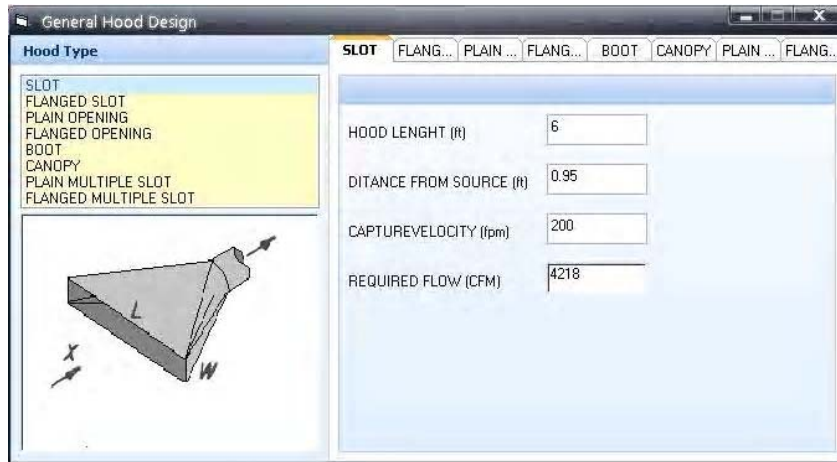 General Hood Design
Hood Type
SLOT
FLANGED SLOT
PLAIN OPENING
FLANGED OPENING
BOOT
CANOPY
PLAIN MULTIPLE SLOT
FLANGED MULTIPLE SLOT
L
X
W
SLOT FLANG... PLAIN ... FLANG... BOOT CANOPY PLAIN ... FLANG..
HOOD LENGHT (ft) 6
DITANCE FROM SOURCE (ft) 0.95
CAPTUREVELOCITY (fpm) 200
REQUIRED FLOW (CFM) 4218